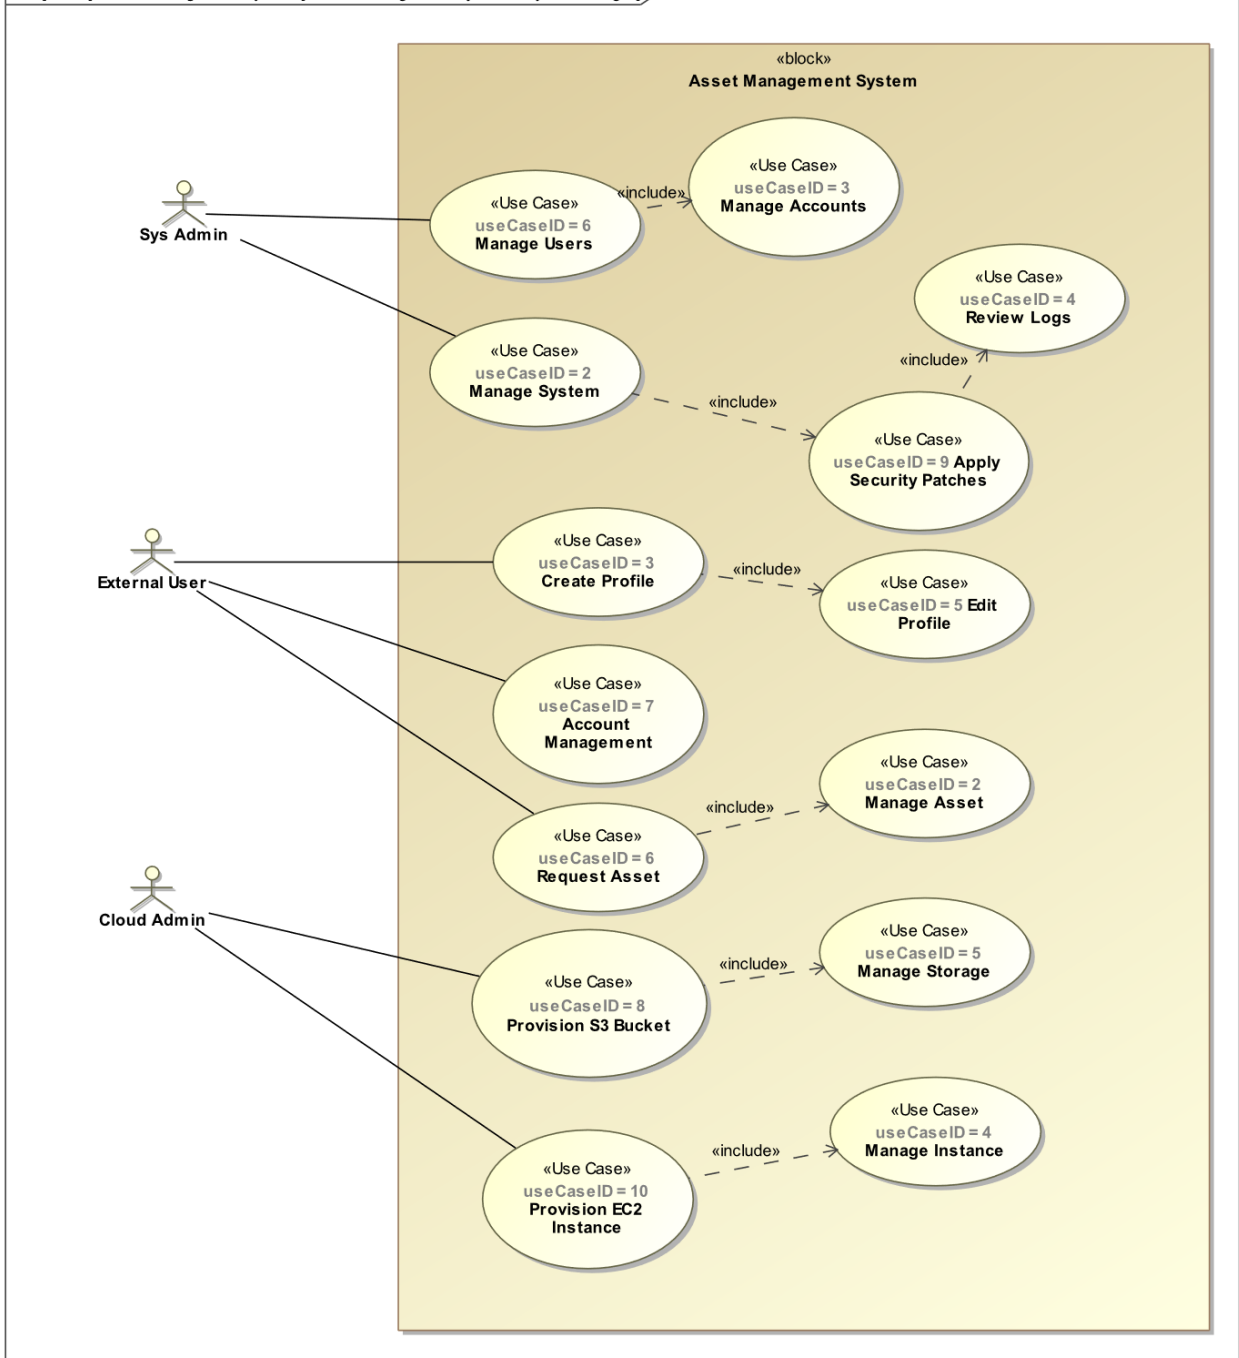 «block»
Asset Management System
«Use Case»
useCaseID = 3
Manage Accounts
«include»
«Use Case»
useCaseID = 6
Manage Users
Sys Admin
«Use Case»
useCaseID = 4
Review Logs
«include»
«Use Case»
useCaseID = 2
Manage System
«include»
«Use Case»
useCaseID = 9 Apply
Security Patches
External User
«Use Case»
useCaseID = 3
Create Profile
«include»
«Use Case»
useCaseID = 5 Edit
Profile
«Use Case»
useCaseID = 7
Account
Management
«Use Case»
useCaseID = 2
Manage Asset
«include»
«Use Case»
useCaseID = 6
Request Asset
Cloud Admin
«Use Case»
useCaseID = 5
Manage Storage
«include»
«Use Case»
useCaseID = 8
Provision S3 Bucket
«Use Case»
useCaseID = 4
Manage Instance
«include»
«Use Case»
useCaseID = 10
Provision EC2
Instance